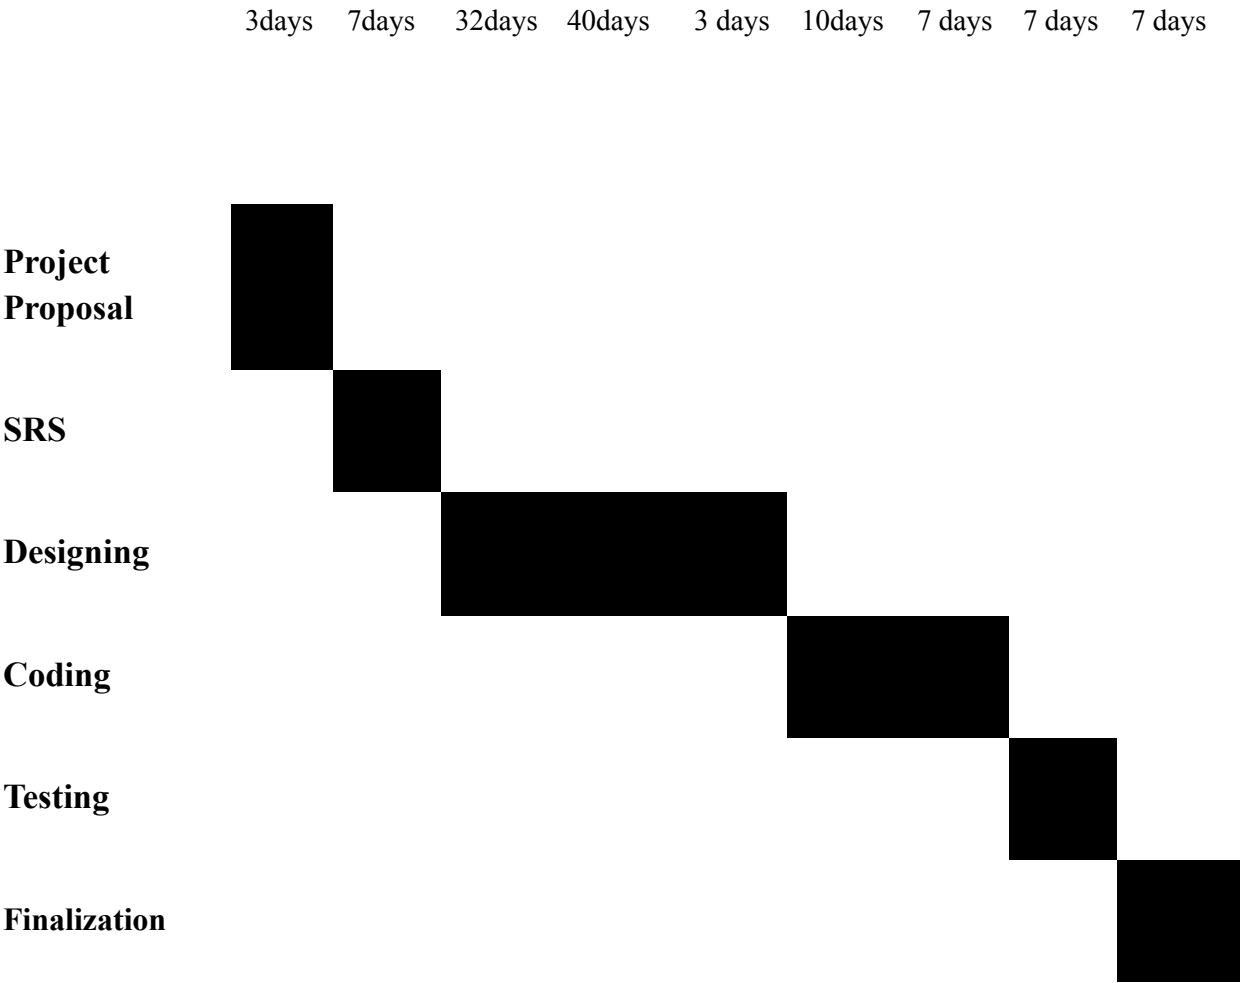 3days 7days 32days 40days 3 days 10days 7 days 7 days 7 days
Project
Proposal
SRS
Designing
Coding
Testing
Finalization